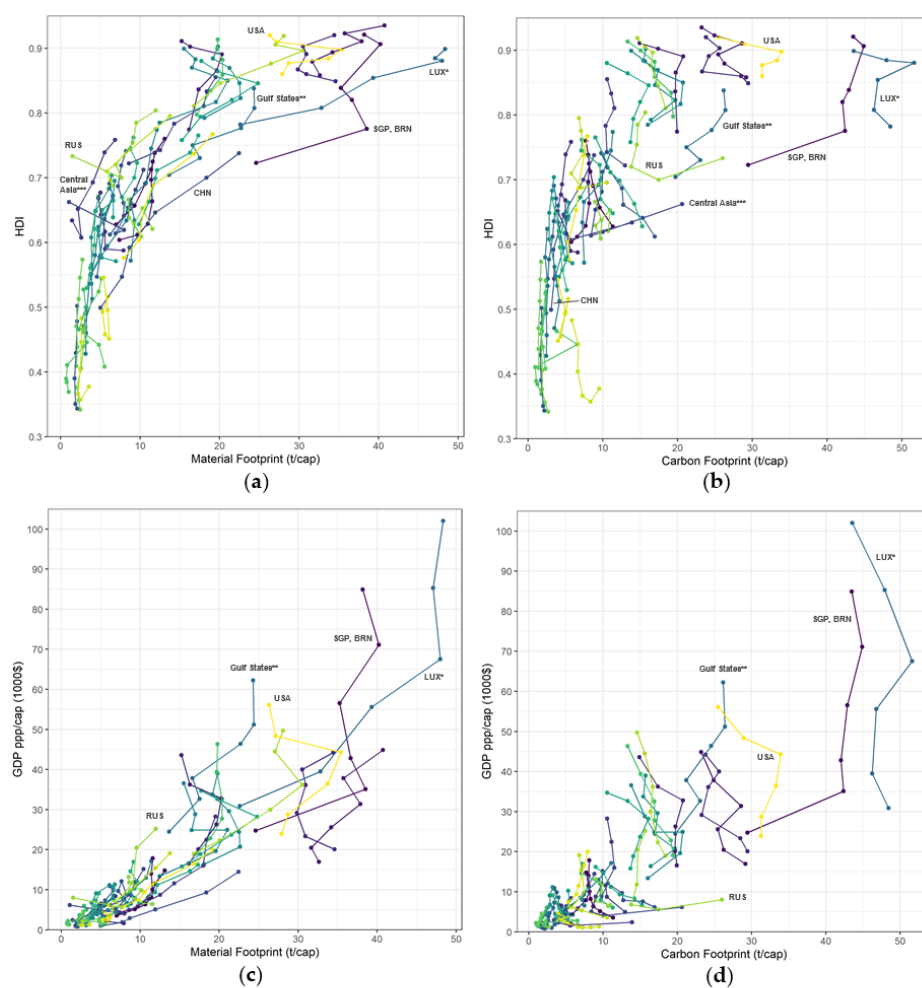 USA
LUX*
Gulf States**
RUS
SGP, BRN
Central
Asia***
CHN
HDI
0.9
0.8
0.7
0.6
0.5
0.4
0.3
0 10 20 30 40 50
Material Footprint (t/cap)
(a)
USA
LUX*
Gulf States**
RUS
SGP, BRN
Central Asia***
CHN
HDI
0.9
0.8
0.7
0.6
0.5
0.4
0.3
0 10 20 30 40 50
Carbon Footprint (t/cap)
(b)
GDP ppp/cap (1000$)
100
90
80
70
60
50
40
30
20
10
0
SGP, BRN
Gulf States**
LUX*
USA
RUS
0 10 20 30 40 50
Material Footprint (t/cap)
(c)
GDP ppp/cap (1000$)
100
90
80
70
60
50
40
30
20
10
0
LUX*
SGP, BRN
Gulf States**
USA
RUS
0 10 20 30 40 50
Carbon Footprint (t/cap)
(d)